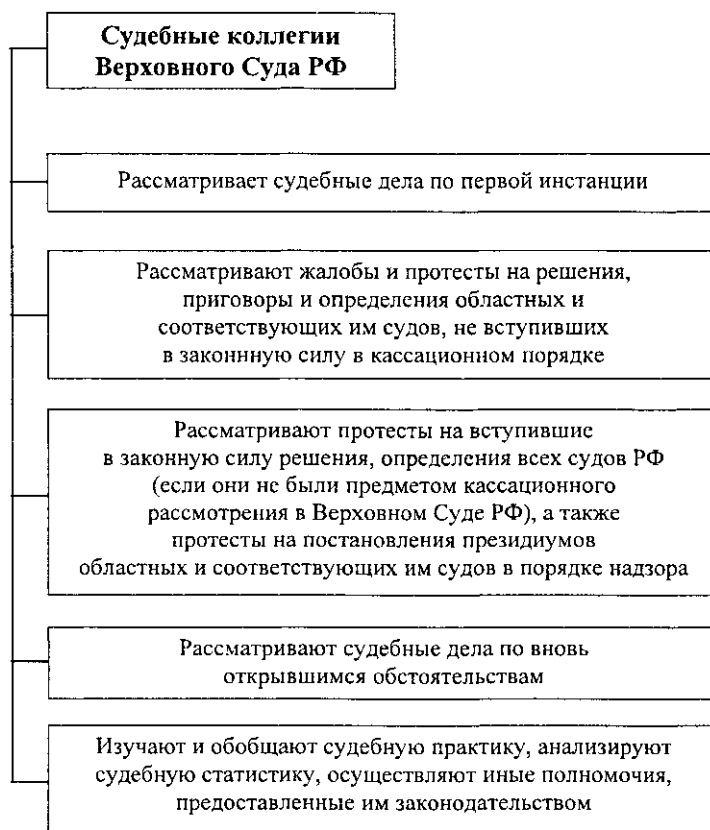 Судебные коллегии
Верховного Суда РФ
Рассматривает судебные дела по первой инстанции
Рассматривают жалобы и протесты на решения,
приговоры и определения областных и
соответствующих им судов, не вступивших
в законнную силу в кассационном порядке
Рассматривают протесты на вступившие
в законную силу решения, определения всех судов РФ
(если они не были предметом кассационного
рассмотрения в Верховном Суде РФ), а также
протесты на постановления президиумов
областных и соответствующих им судов в порядке надзора
Рассматривают судебные дела по вновь
открывшимся обстоятельствам
Изучают и обобщают судебную практику, анализируют
судебную статистику, осуществляют иные полномочия,
предоставленные им законодательством